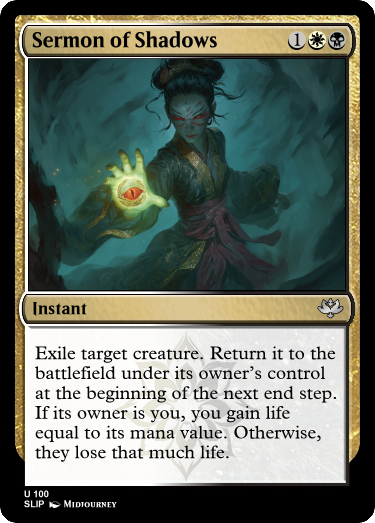 Sermon of Shadows 1
Instant
Exile target creature. Return it to the
battlefield under its owner's control
at the beginning of the next end step.
If its owner is you, you gain life
equal to its mana value. Otherwise,
they lose that much life.
U 100
SLIP Midjourney